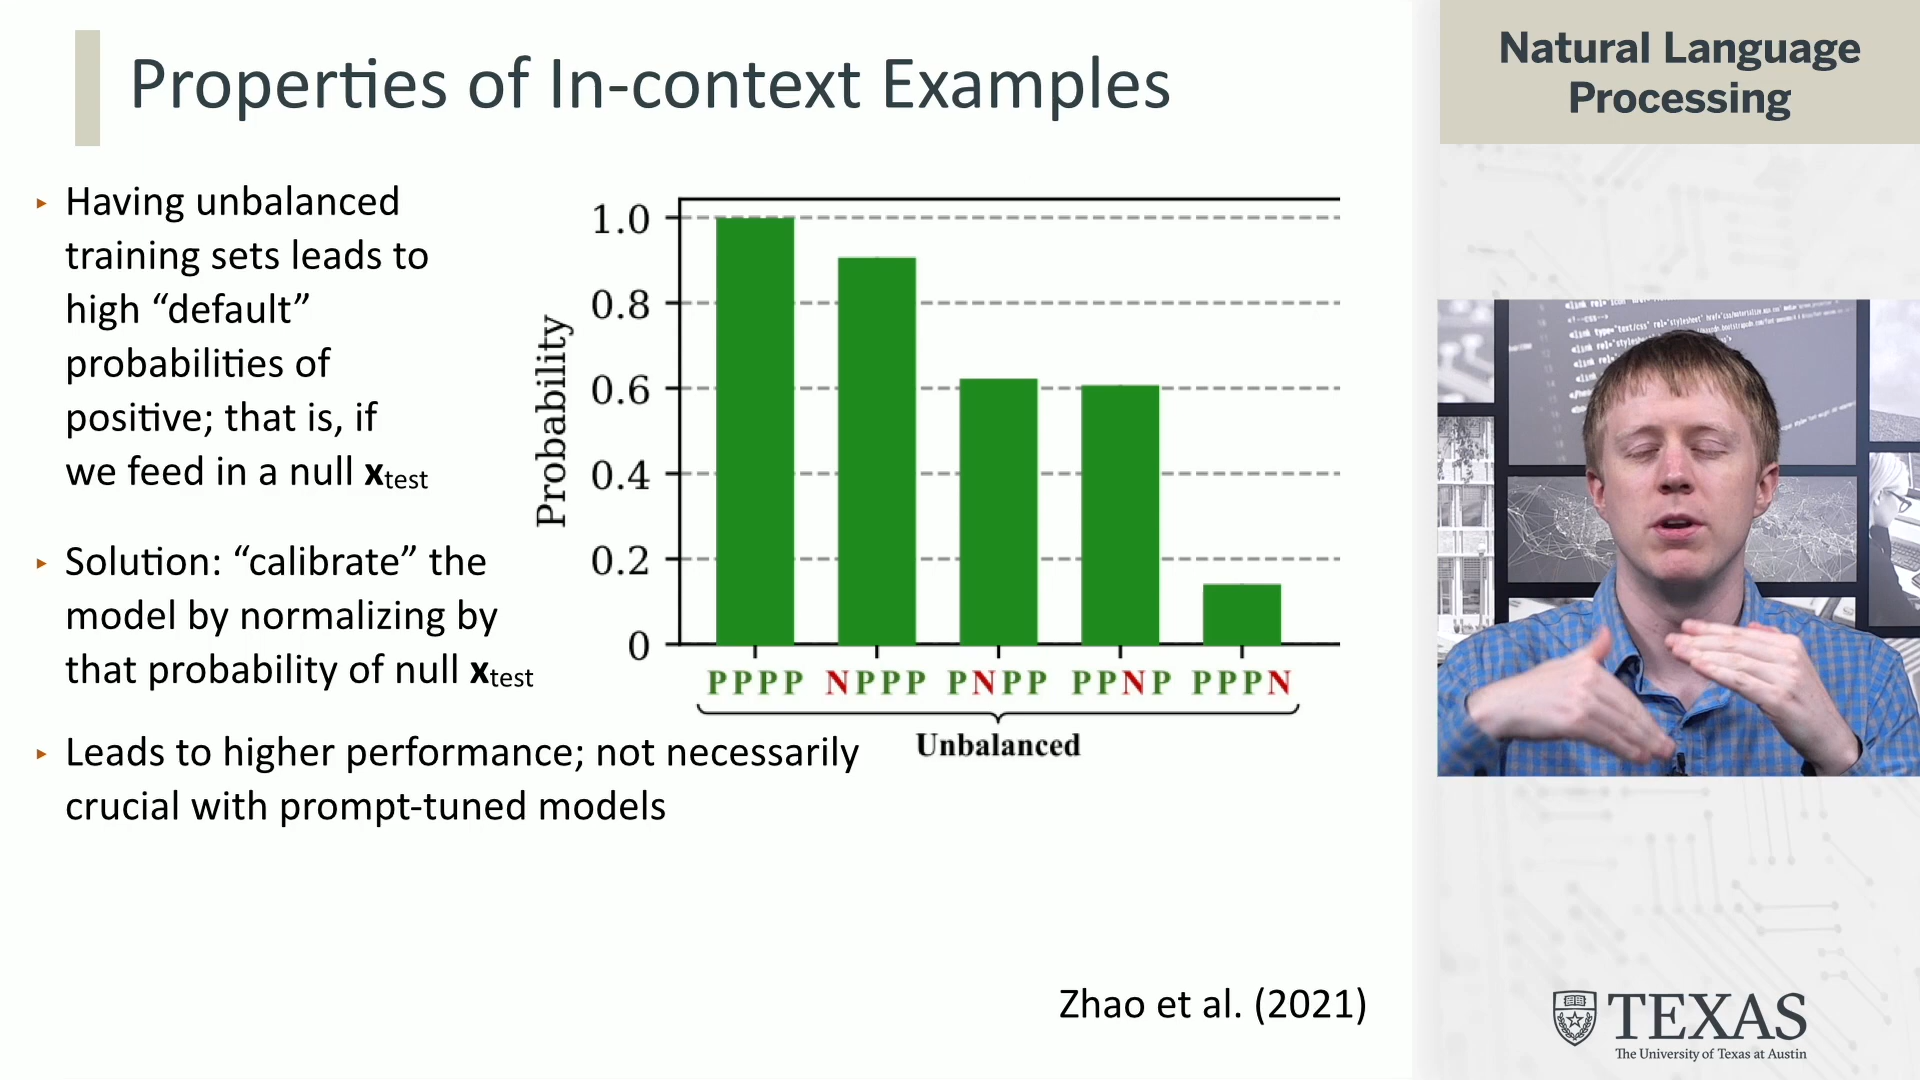 Properties of In-context Examples
Natural Language
Processing
‣ Having unbalanced
training sets leads to
high “default”
probabilities of
positive; that is, if
we feed in a null xtest
‣ Solution: “calibrate” the
model by normalizing by
that probability of null xtest
‣ Leads to higher performance; not necessarily
crucial with prompt-tuned models
Probability
1.0
0.8
0.6
0.4
0.2
0
PPPP NPPP PNPP PPNP PPPN
Unbalanced
Zhao et al. (2021)
TEXAS
The University of Texas at Austin